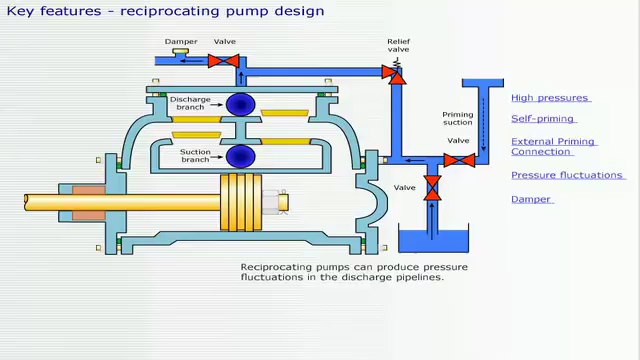 Key features - reciprocating pump design
Damper
Valve
Relief
valve
Discharge
branch
Priming
suction
Valve
Suction
branch
Valve
High pressures
Self-priming
External Priming
Connection
Pressure fluctuations
Damper
Reciprocating pumps can produce pressure
fluctuations in the discharge pipelines.